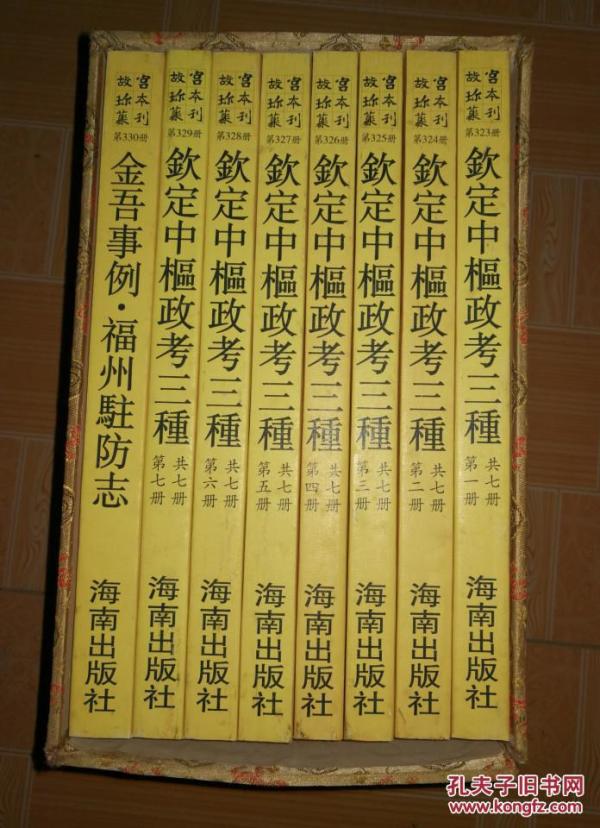 故宫
珍本
叢刊
第323册
欽定中樞政考三種
共七册
第一册
海南出版社
故宫
珍本
叢刊
第324册
欽定中樞政考三種
共七册
第二册
海南出版社
故宫
珍本
叢刊
第325册
欽定中樞政考三種
共七册
第三册
海南出版社
故宫
珍本
叢刊
第326册
欽定中樞政考三種
共七册
第四册
海南出版社
故宫
珍本
叢刊
第327册
欽定中樞政考三種
共七册
第五册
海南出版社
故宫
珍本
叢刊
第328册
欽定中樞政考三種
共七册
第六册
海南出版社
故宫
珍本
叢刊
第329册
欽定中樞政考三種
共七册
第七册
海南出版社
故宫
珍本
叢刊
第330册
金吾事例·福州駐防志
海南出版社
孔夫子旧书网
www.kongfz.com